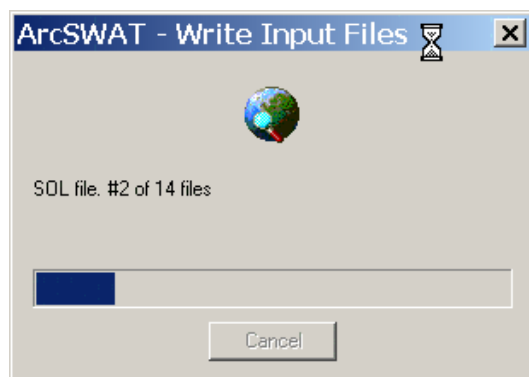 ArcSWAT - Write Input Files
SOL file. #2 of 14 files
Cancel